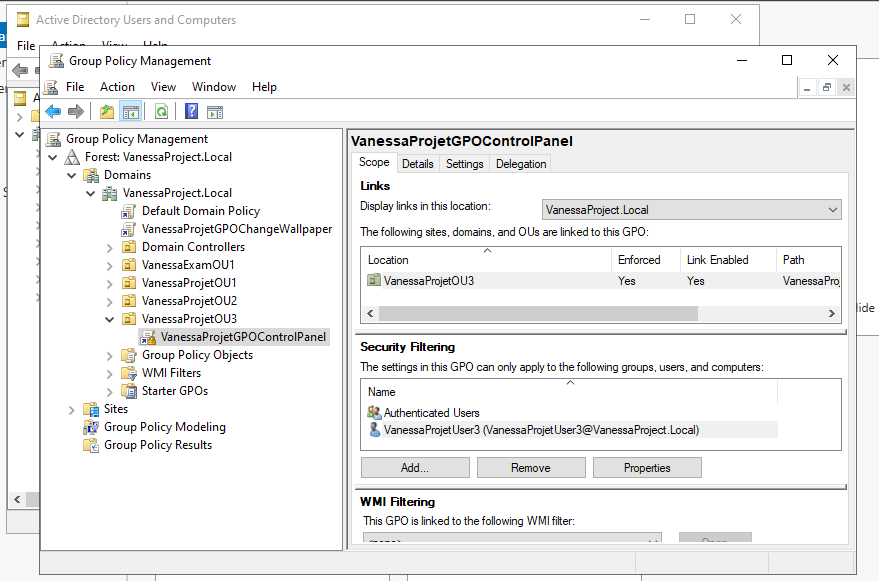 Active Directory Users and Computers
File Action View Help
Group Policy Management
File Action View Window Help
Group Policy Management
Forest: VanessaProject.Local
Domains
VanessaProject.Local
Default Domain Policy
VanessaProjetGPOChangeWallpaper
Domain Controllers
VanessaExamOU1
VanessaProjetOU1
VanessaProjetOU2
VanessaProjetOU3
VanessaProjetGPOControlPanel
Group Policy Objects
WMI Filters
Starter GPOs
Sites
Group Policy Modeling
Group Policy Results
VanessaProjetGPOControlPanel
Scope Details Settings Delegation
Links
Display links in this location: VanessaProject.Local
The following sites, domains, and OUs are linked to this GPO:
Location Enforced Link Enabled Path
VanessaProjetOU3 Yes Yes VanessaProj
Security Filtering
The settings in this GPO can only apply to the following groups, users, and computers:
Name
Authenticated Users
VanessaProjetUser3 (VanessaProjetUser3@VanessaProject.Local)
Add... Remove Properties
WMI Filtering
This GPO is linked to the following WMI filter:
<none>
Open